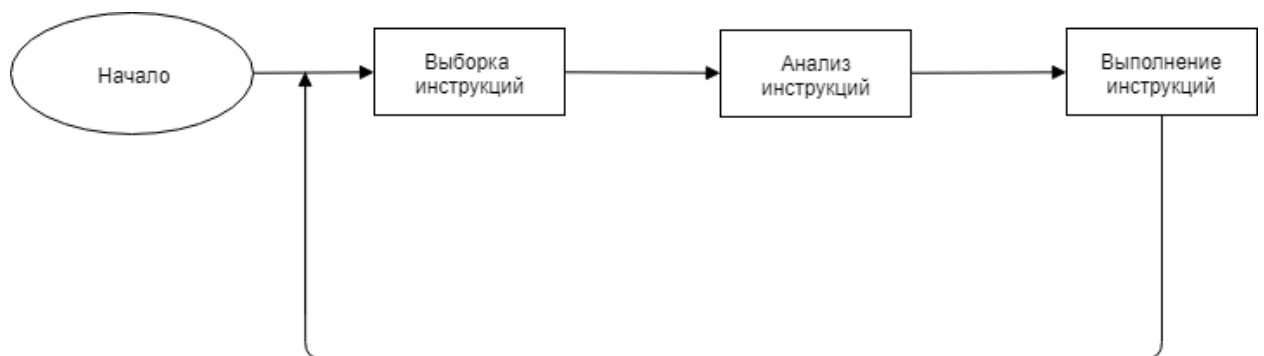 Начало
Выборка
инструкций
Анализ
инструкций
Выполнение
инструкций